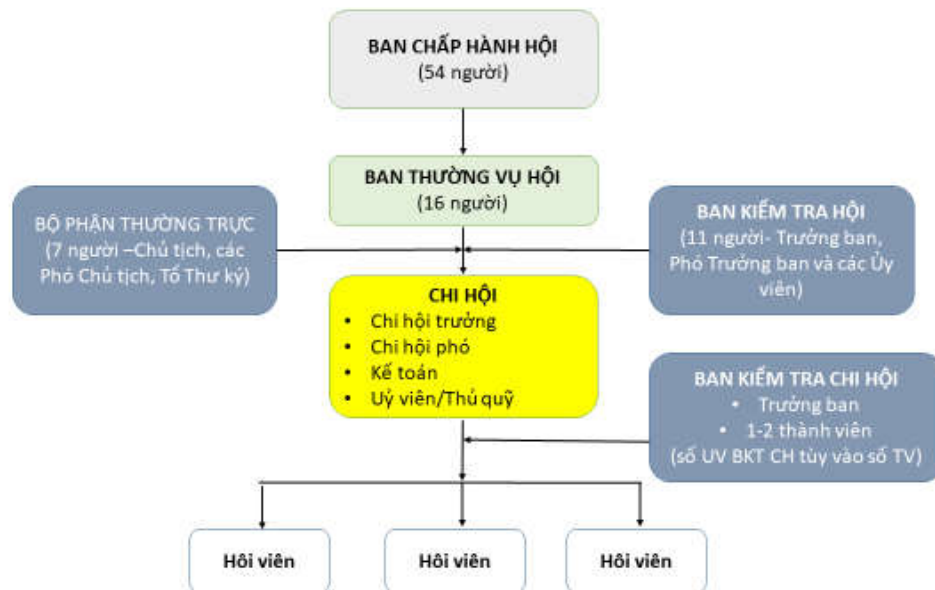 BAN CHẤP HÀNH HỘI
(54 người)
BAN THƯỜNG VỤ HỘI
(16 người)
BỘ PHẬN THƯỜNG TRỰC
(7 người –Chủ tịch, các
Phó Chủ tịch, Tổ Thư ký)
BAN KIỂM TRA HỘI
(11 người- Trưởng ban,
Phó Trưởng ban và các Ủy
viên)
CHI HỘI
• Chi hội trưởng
• Chi hội phó
• Kế toán
• Uỷ viên/Thủ quỹ
BAN KIỂM TRA CHI HỘI
• Trưởng ban
• 1-2 thành viên
(số UV BKT CH tùy vào số TV)
Hôi viên
Hôi viên
Hôi viên